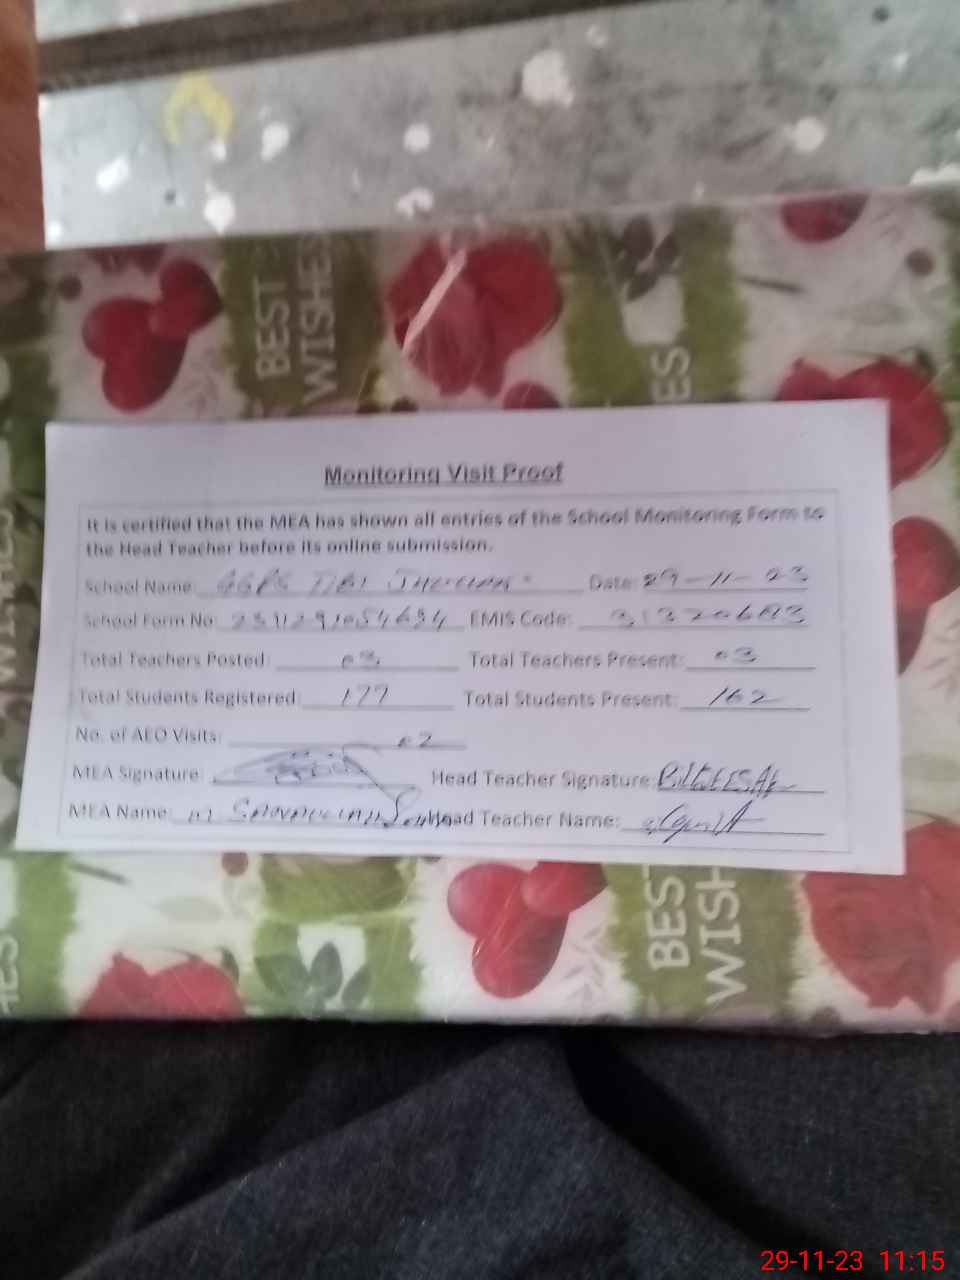 BEST
WISHES
ES
Monitoring Visit Proof
It is certified that the MEA has shown all entries of the School Monitoring Form to
the Head Teacher before its online submission.
School Name: GGPS TIBI Date: 29-11-23
School Form No: EMIS Code:
Total Teachers Posted: 03 Total Teachers Present: 03
Total Students Registered: 177 Total Students Present: 162
No. of AEO Visits: 02
MEA Signature: Head Teacher Signature:
MEA Name: M Head Teacher Name:
BEST
WISH
29-11-23 11:15